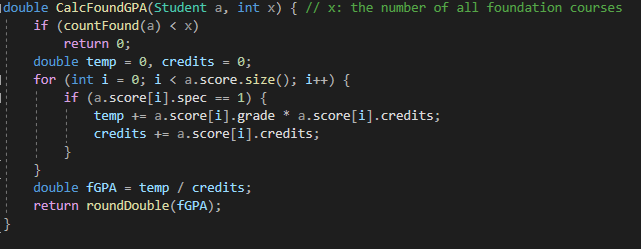 double CalcFoundGPA(Student a, int x) { // x: the number of all foundation courses
    if (countFound(a) < x)
        return 0;
    double temp = 0, credits = 0;
    for (int i = 0; i < a.score.size(); i++) {
        if (a.score[i].spec == 1) {
            temp += a.score[i].grade * a.score[i].credits;
            credits += a.score[i].credits;
        }
    }
    double fGPA = temp / credits;
    return roundDouble(fGPA);
}